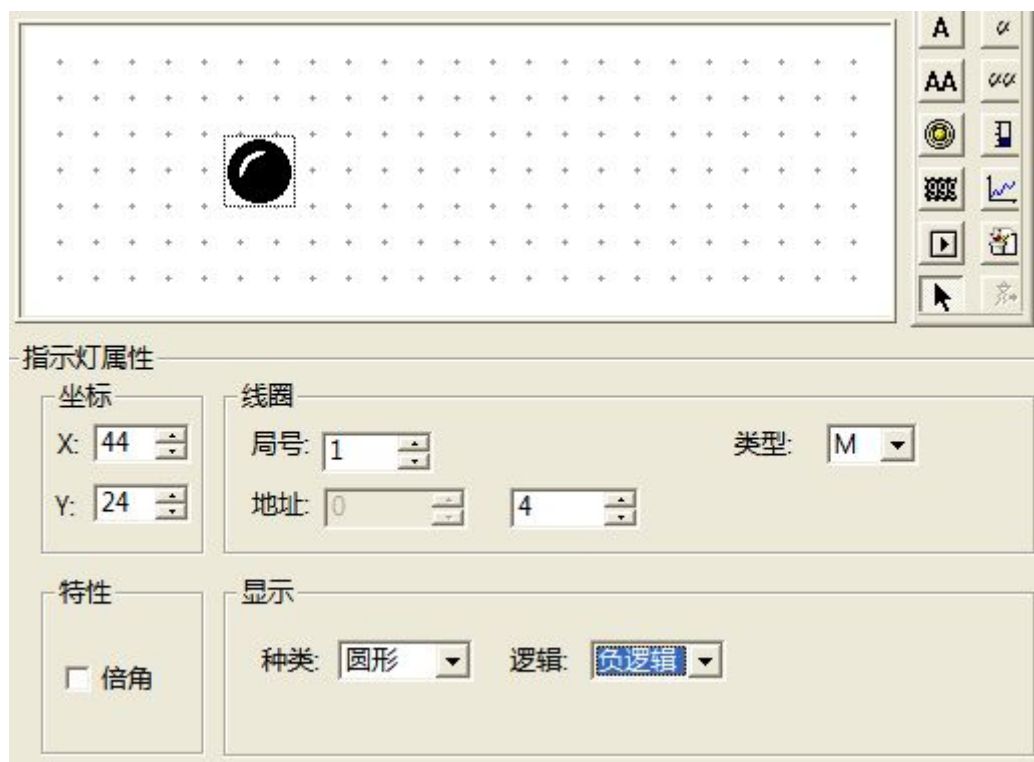 A α
AA αα
指示灯属性
坐标
线圈
X: 44
局号: 1
类型: M
Y: 24
地址: 0 4
特性
显示
倍角
种类: 圆形
逻辑: 负逻辑